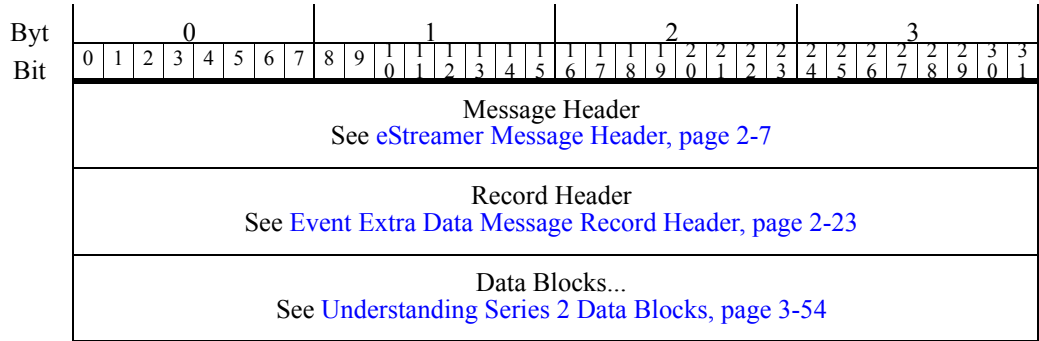 Byt 0 1 2 3
Bit 0 1 2 3 4 5 6 7 8 9 10 11 12 13 14 15 16 17 18 19 20 21 22 23 24 25 26 27 28 29 30 31
Message Header
See eStreamer Message Header, page 2-7
Record Header
See Event Extra Data Message Record Header, page 2-23
Data Blocks...
See Understanding Series 2 Data Blocks, page 3-54